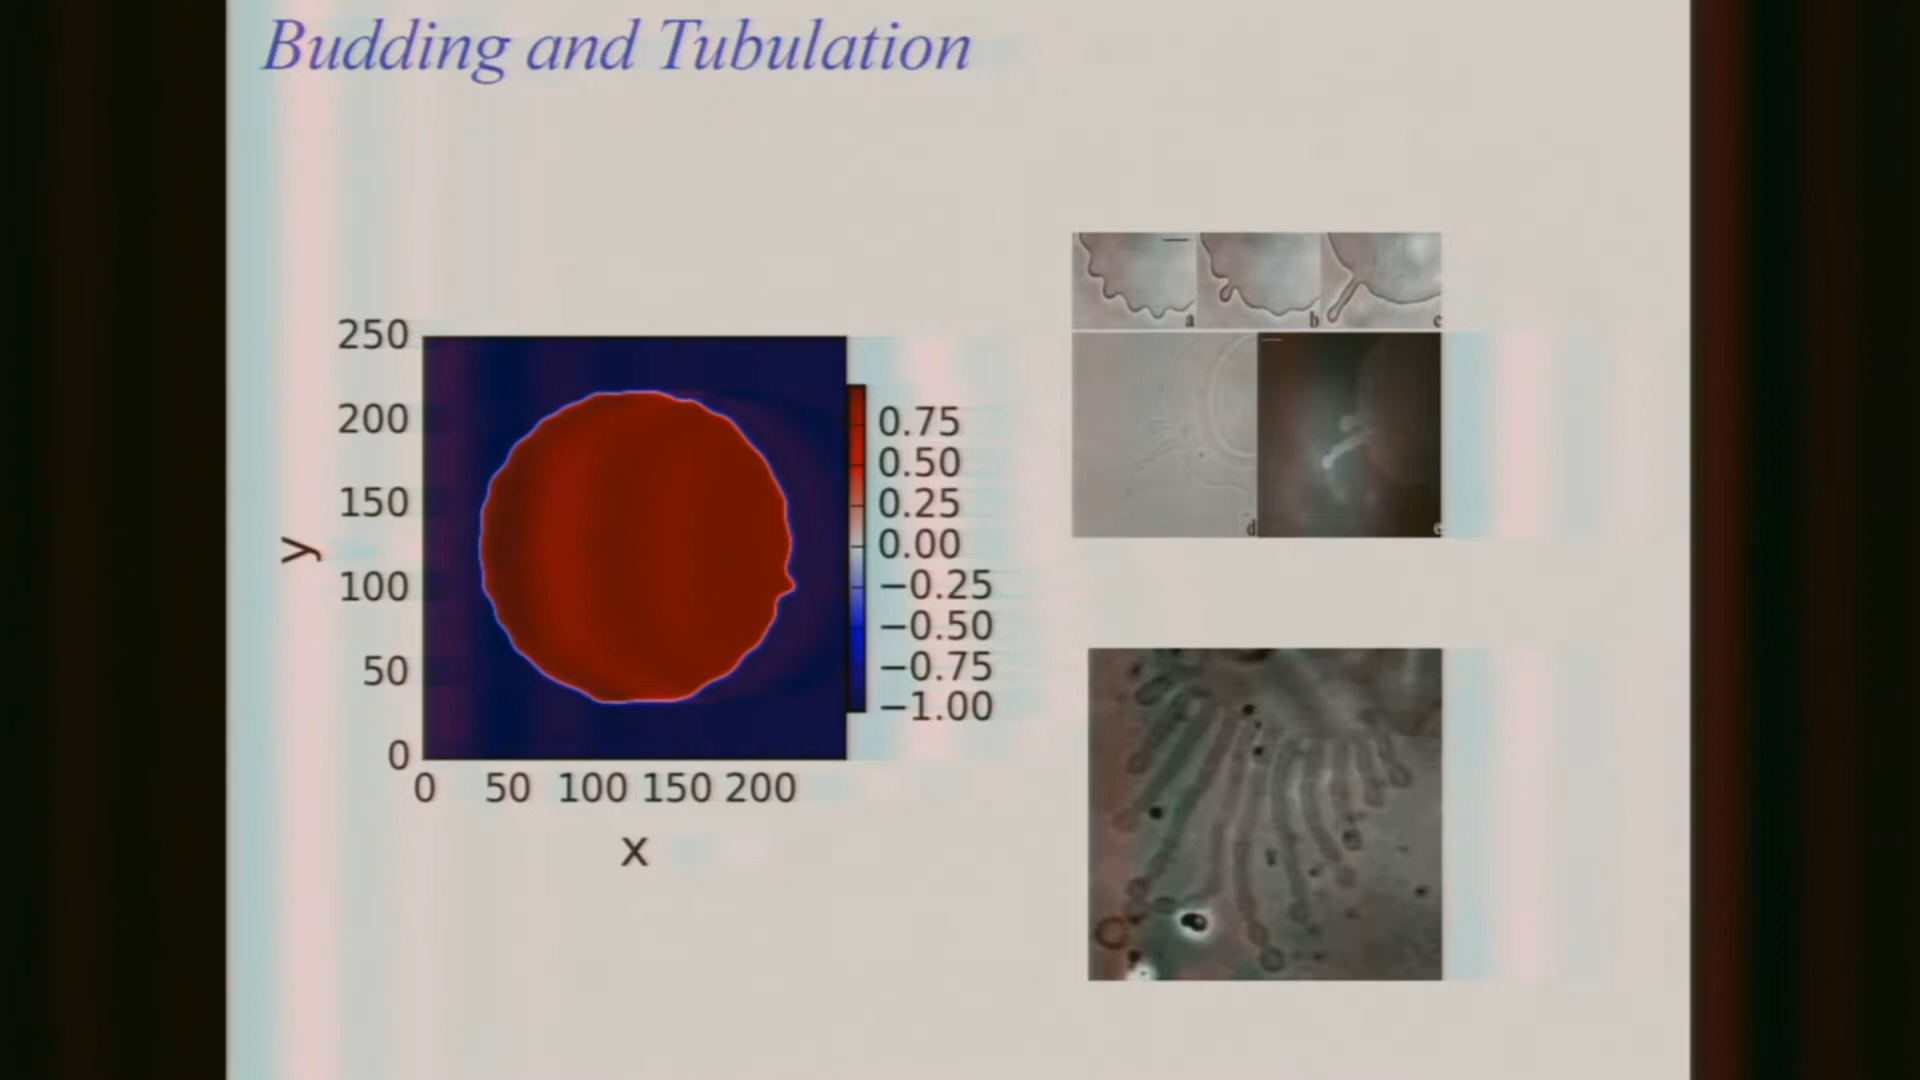 Budding and Tubulation
250
200
150
100
50
0
y
0 50 100 150 200
x
0.75
0.50
0.25
0.00
−0.25
−0.50
−0.75
−1.00
a b c
d e